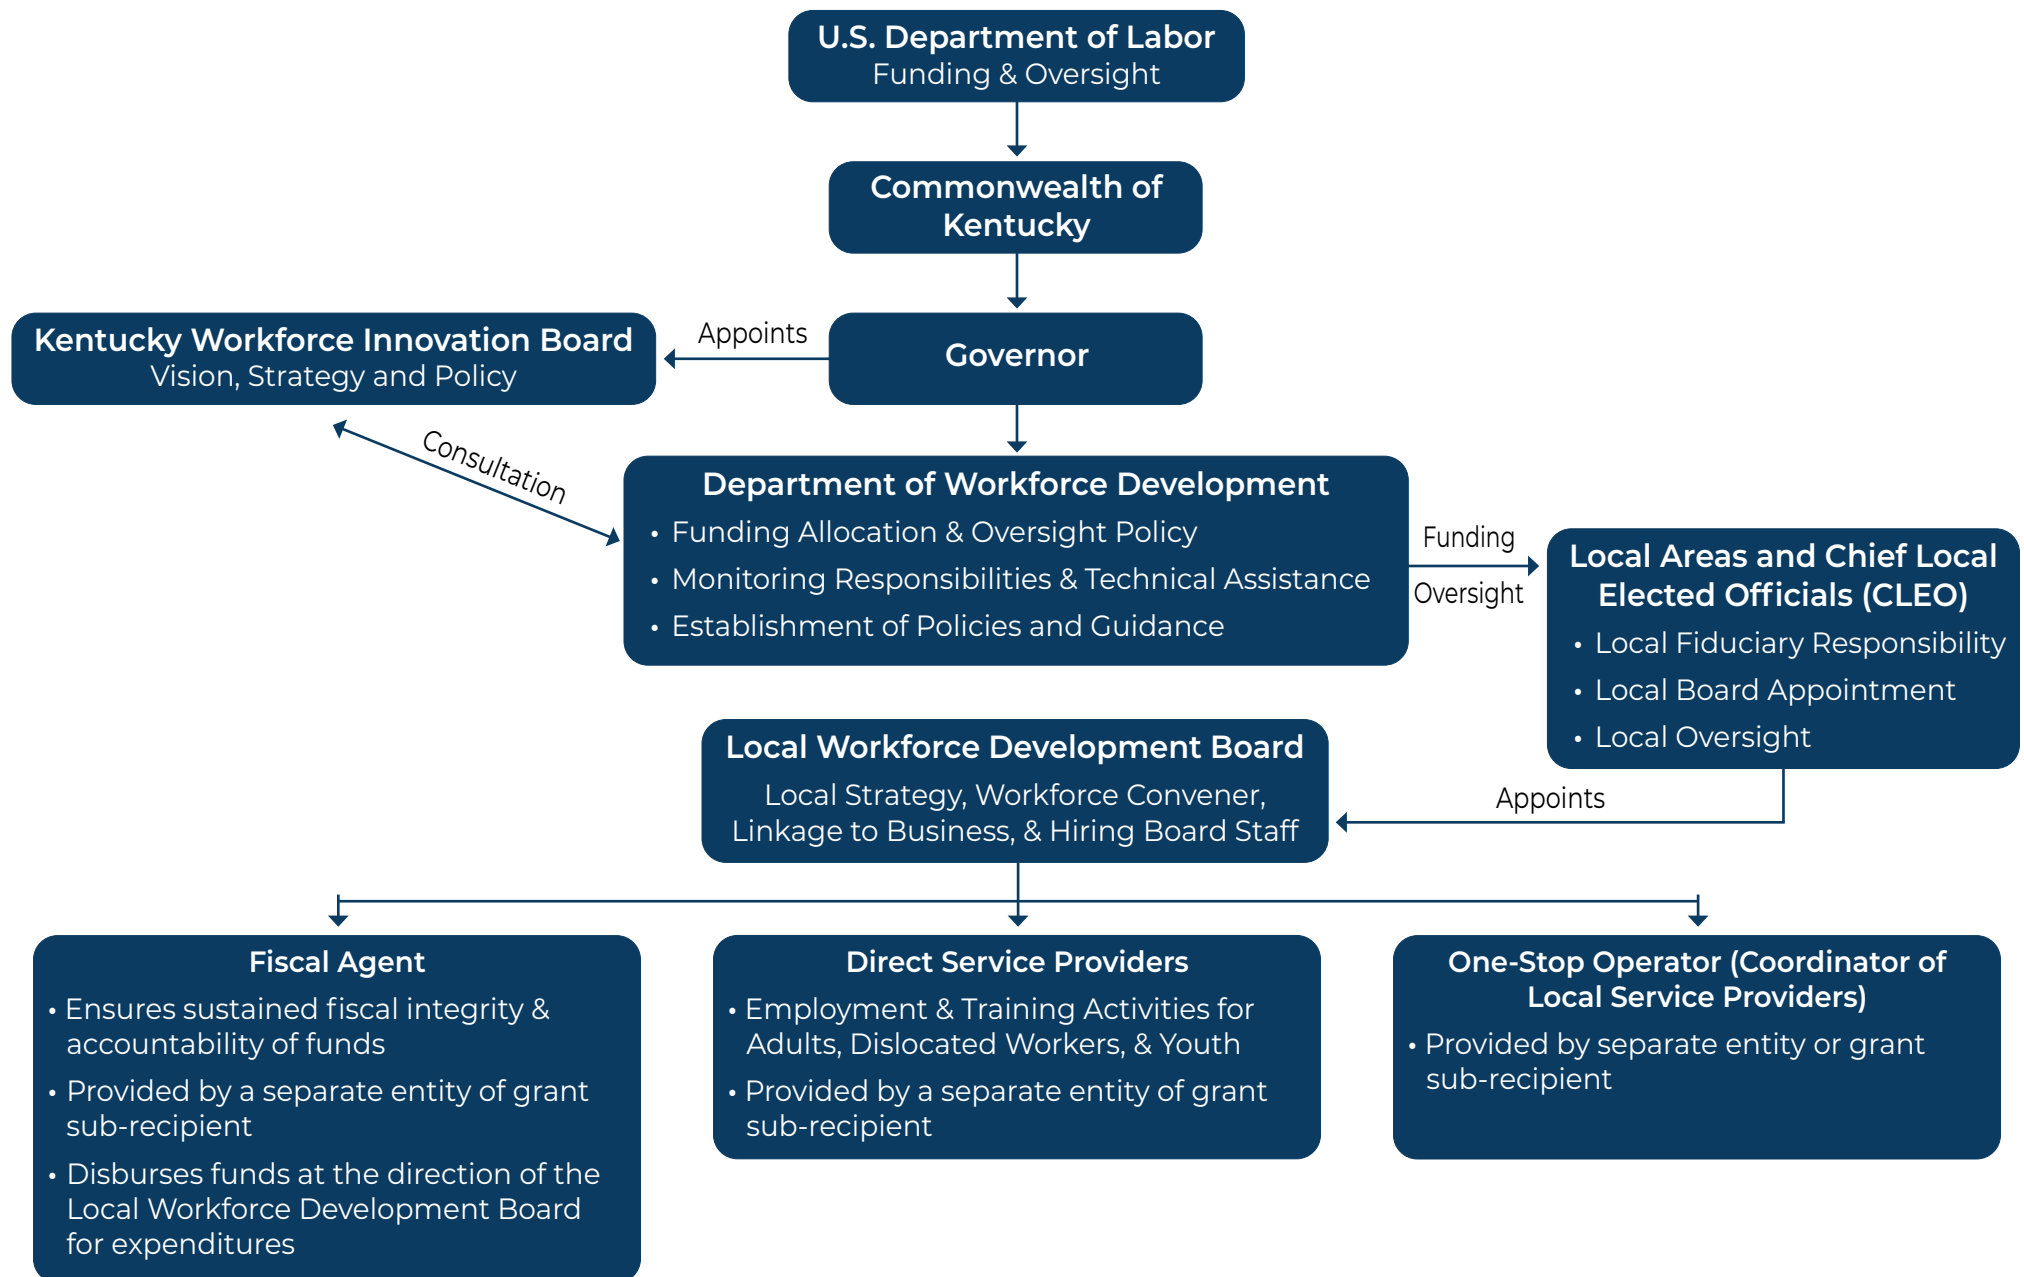 U.S. Department of Labor
Funding & Oversight
Commonwealth of
Kentucky
Kentucky Workforce Innovation Board
Vision, Strategy and Policy
Appoints
Governor
Consultation
Department of Workforce Development
• Funding Allocation & Oversight Policy
• Monitoring Responsibilities & Technical Assistance
• Establishment of Policies and Guidance
Funding
Oversight
Local Areas and Chief Local
Elected Officials (CLEO)
• Local Fiduciary Responsibility
• Local Board Appointment
• Local Oversight
Appoints
Local Workforce Development Board
Local Strategy, Workforce Convener,
Linkage to Business, & Hiring Board Staff
Fiscal Agent
• Ensures sustained fiscal integrity &
accountability of funds
• Provided by a separate entity of grant
sub-recipient
• Disburses funds at the direction of the
Local Workforce Development Board
for expenditures
Direct Service Providers
• Employment & Training Activities for
Adults, Dislocated Workers, & Youth
• Provided by a separate entity of grant
sub-recipient
One-Stop Operator (Coordinator of
Local Service Providers)
• Provided by separate entity or grant
sub-recipient